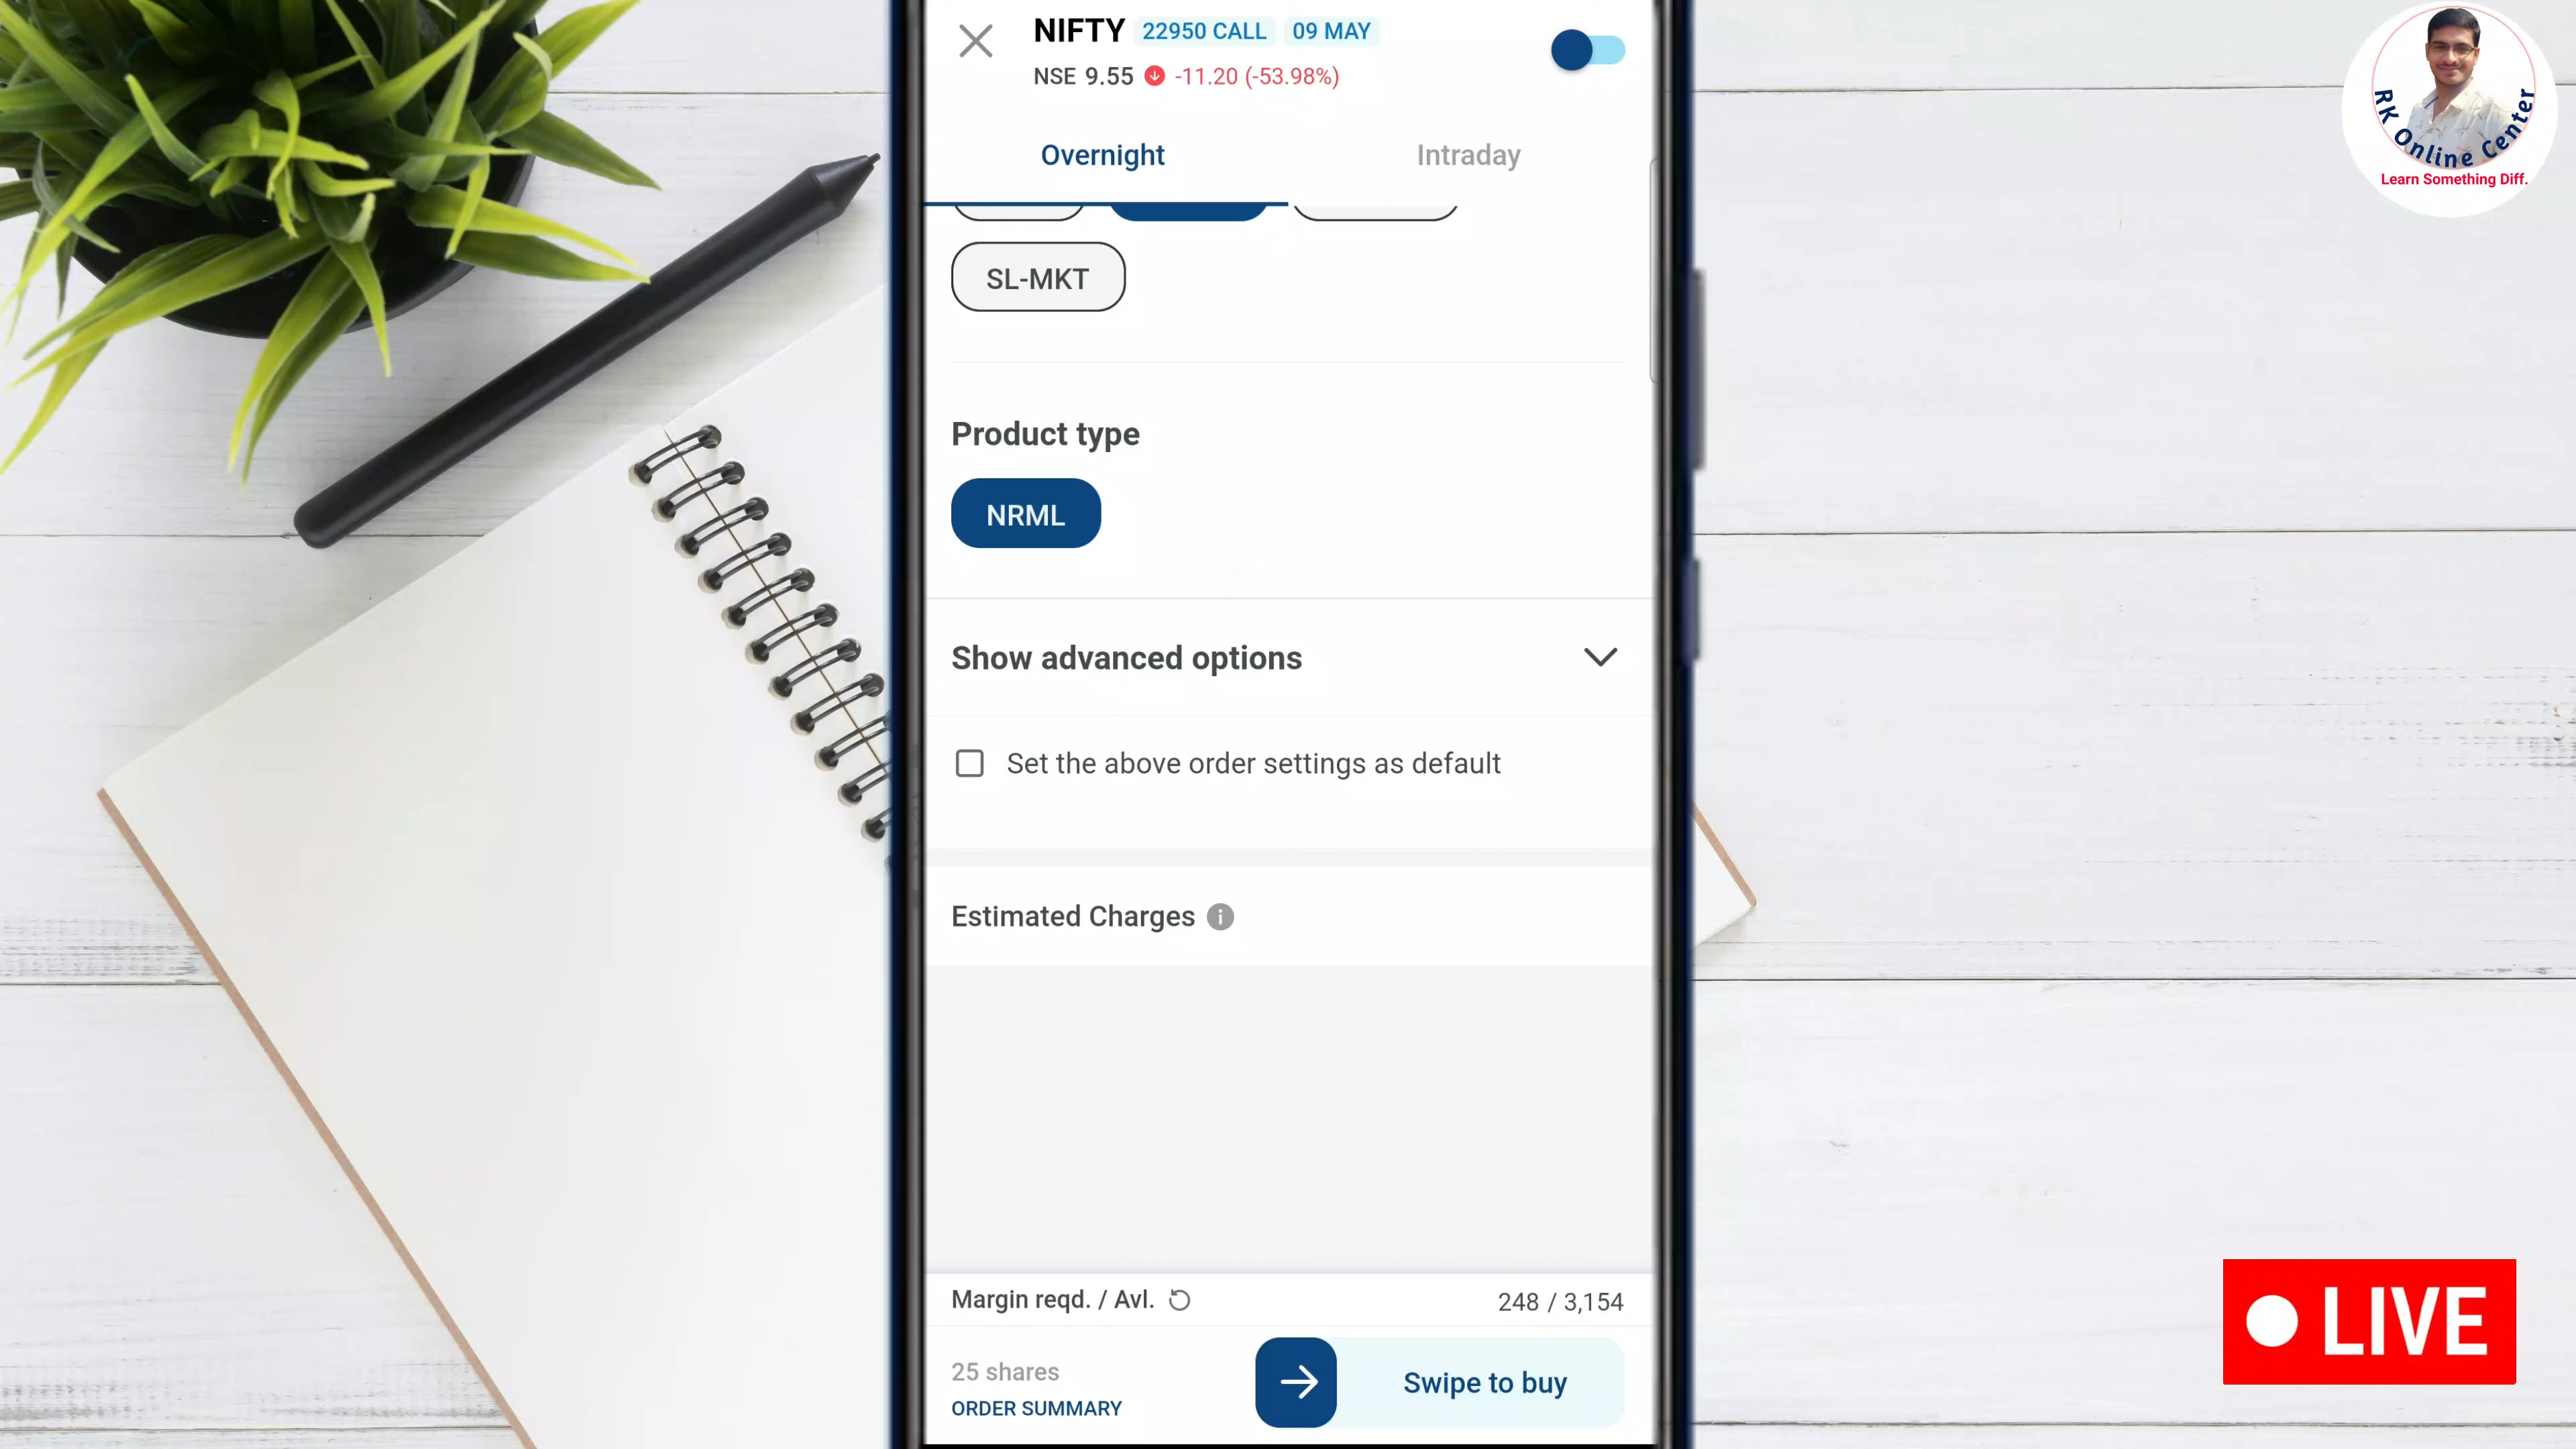 NIFTY 22950 CALL 09 MAY
NSE 9.55 -11.20 (-53.98%)
Overnight Intraday
SL-MKT
Product type
NRML
Show advanced options
Set the above order settings as default
Estimated Charges
Margin reqd. / Avl. 248 / 3,154
25 shares
ORDER SUMMARY
Swipe to buy
RK Online Center
Learn Something Diff.
LIVE